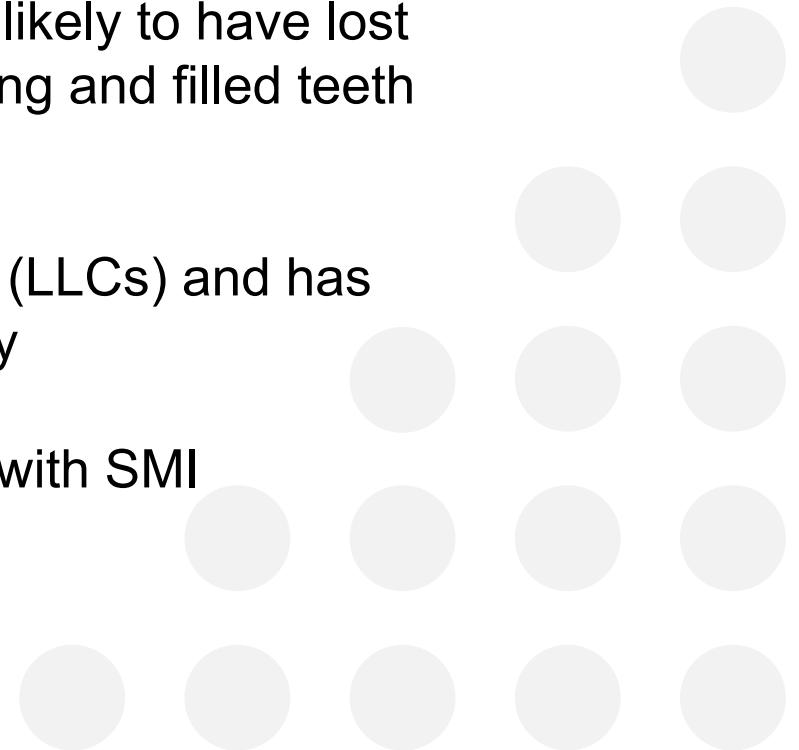 likely to have lost
ng and filled teeth
(LLCs) and has
y
with SMI